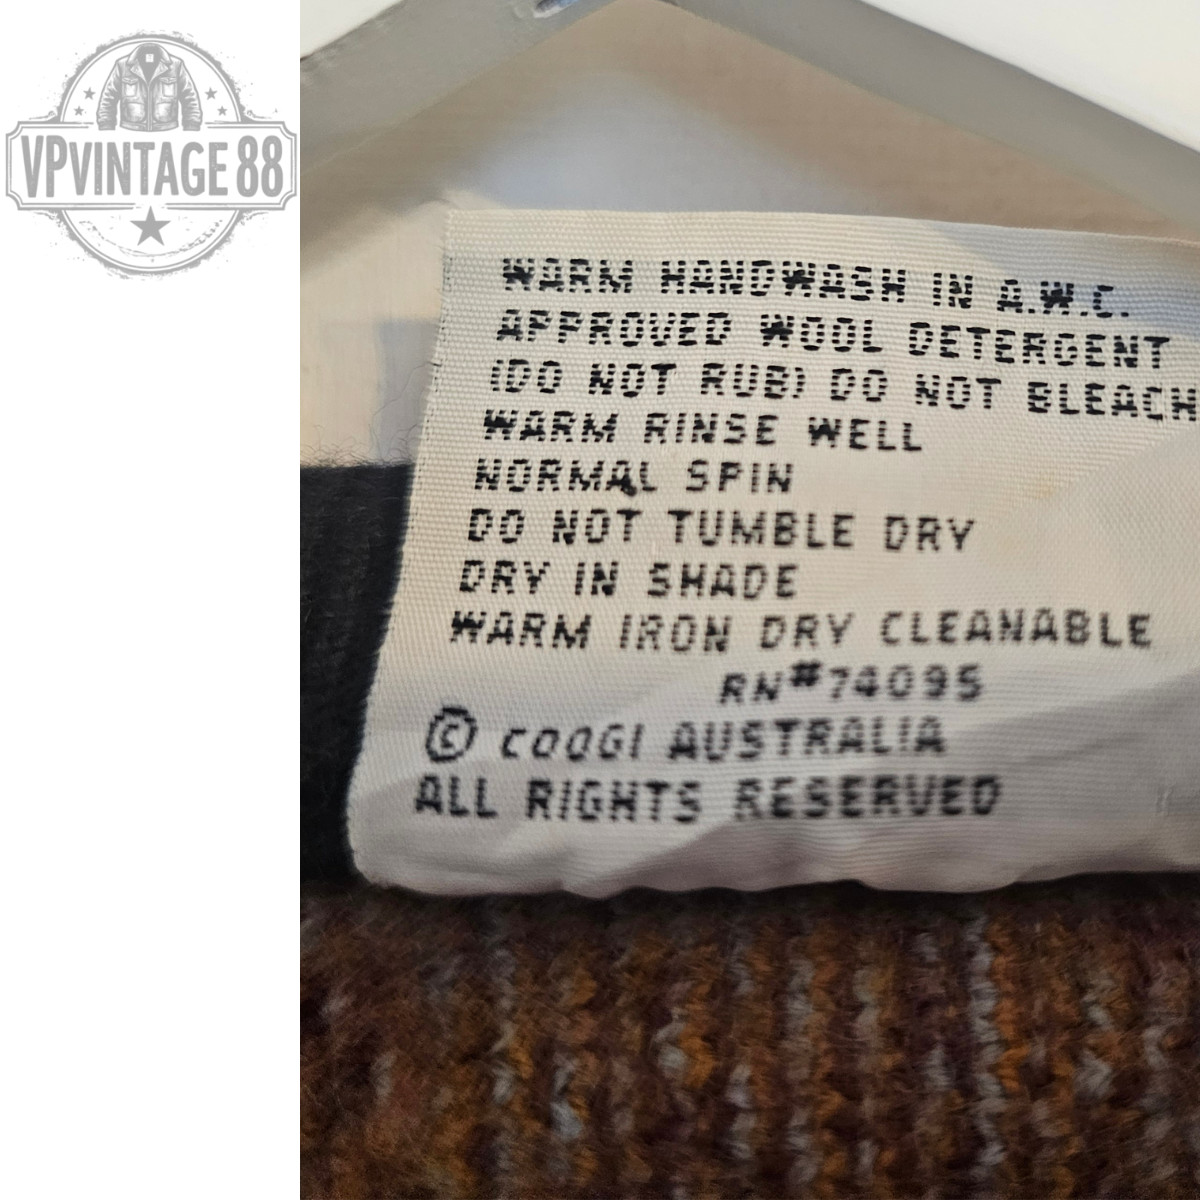 VPVINTAGE 88
WARM HANDWASH IN A.W.C.
APPROVED WOOL DETERGENT
(DO NOT RUB) DO NOT BLEACH
WARM RINSE WELL
NORMAL SPIN
DO NOT TUMBLE DRY
DRY IN SHADE
WARM IRON DRY CLEANABLE
RN#74095
© COOGI AUSTRALIA
ALL RIGHTS RESERVED